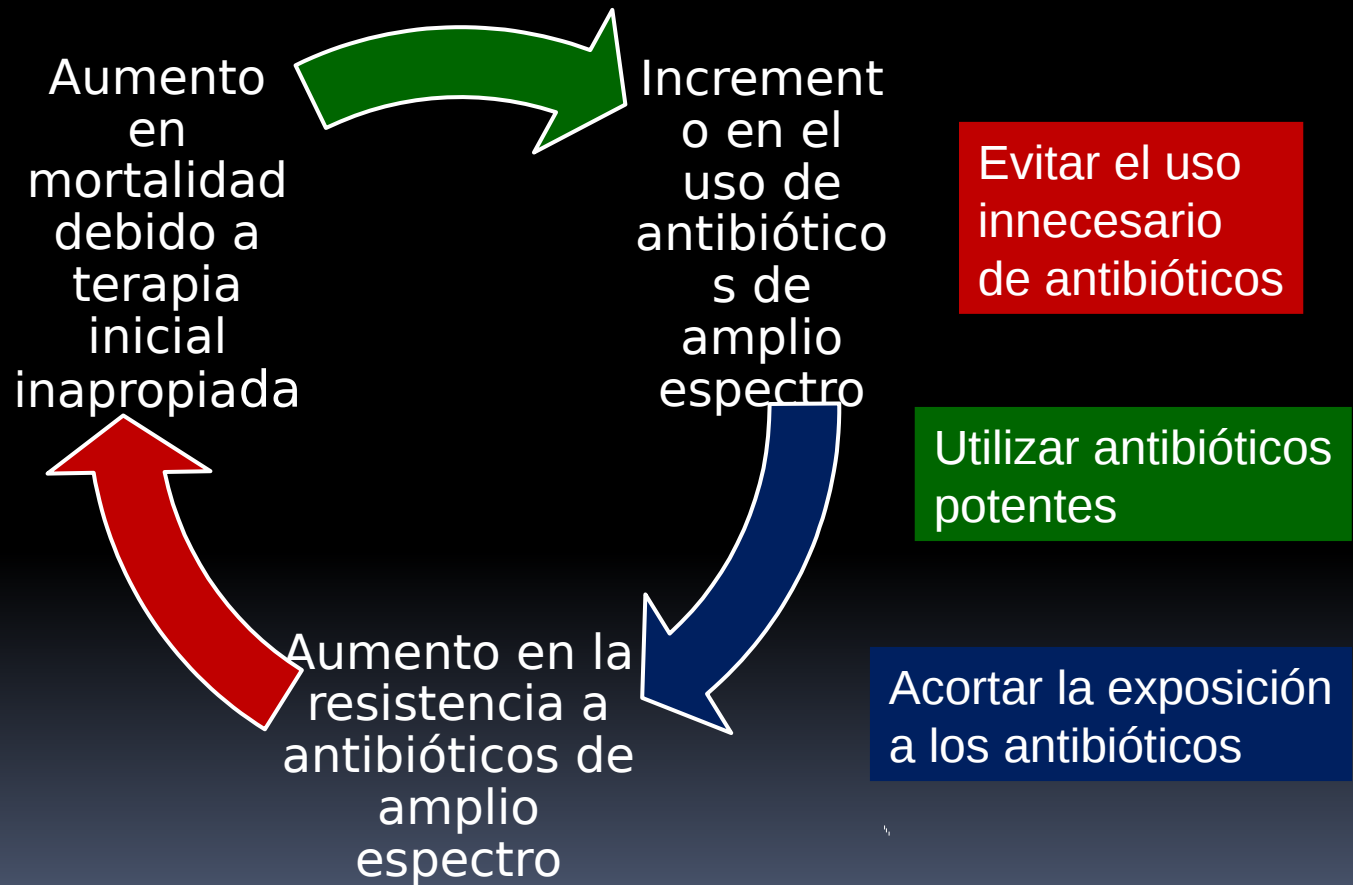 Aumento
en
mortalidad
debido a
terapia
inicial
inapropiada
Increment
o en el
uso de
antibiótico
s de
amplio
espectro
Aumento en la
resistencia a
antibióticos de
amplio
espectro
Evitar el uso
innecesario
de antibióticos
Utilizar antibióticos
potentes
Acortar la exposición
a los antibióticos